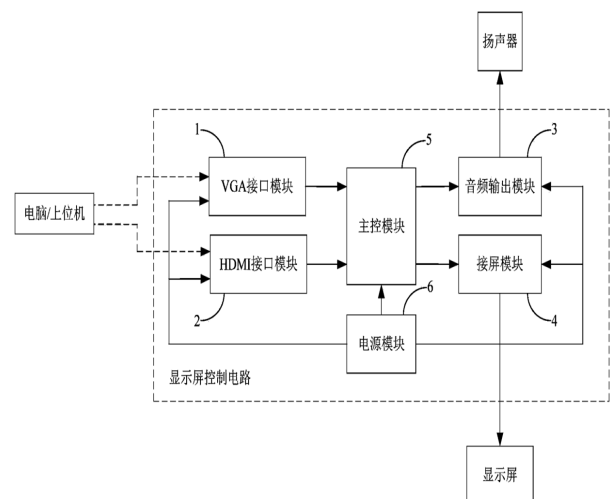 扬声器
1
5
3
VGA接口模块
音频输出模块
电脑/上位机
主控模块
HDMI接口模块
接屏模块
2
6
4
电源模块
显示屏控制电路
显示屏